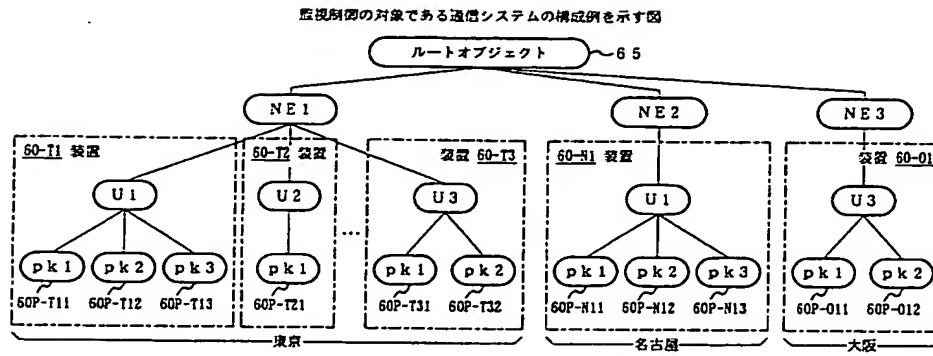 監視制御の対象である通信システムの構成例を示す図
ルートオブジェクト 65
NE1 NE2 NE3
60-T1 装置 60-T2 装置 装置 60-T3 60-N1 装置 装置 60-O1
U1 U2 U3 U1 U3
...
pk1 pk2 pk3 pk1 pk1 pk2 pk1 pk2 pk3 pk1 pk2
60P-T11 60P-T12 60P-T13 60P-T21 60P-T31 60P-T32 60P-N11 60P-N12 60P-N13 60P-O11 60P-O12
東京 名古屋 大阪